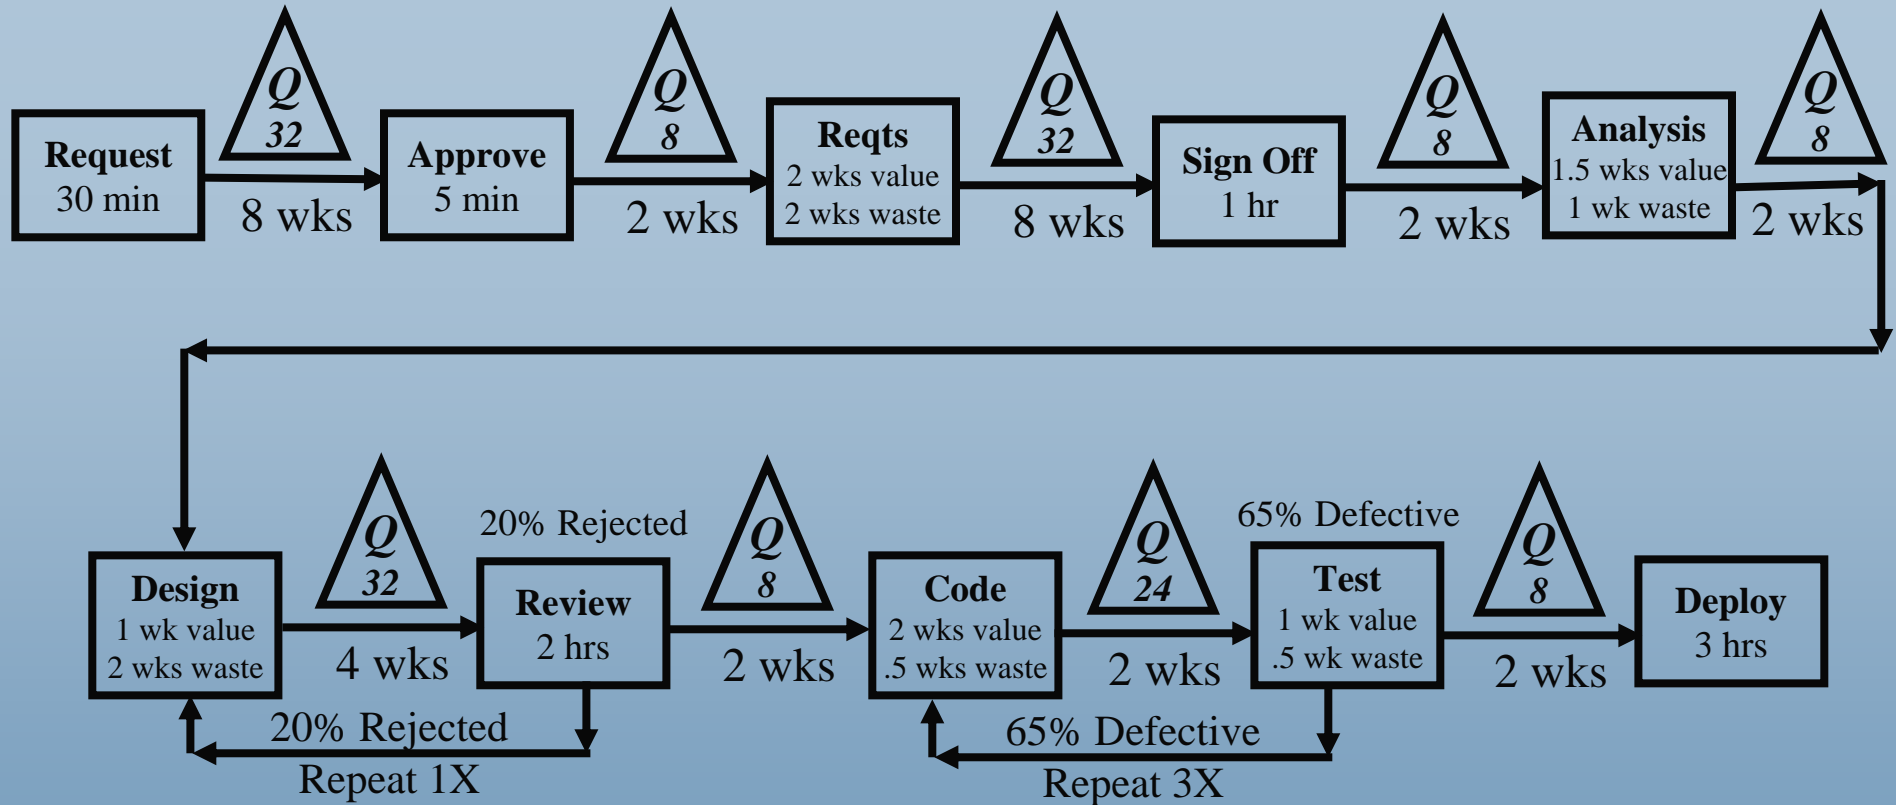 Request
30 min
Q
32
8 wks
Approve
5 min
Q
8
2 wks
Reqts
2 wks value
2 wks waste
Q
32
8 wks
Sign Off
1 hr
Q
8
2 wks
Analysis
1.5 wks value
1 wk waste
Q
8
2 wks
Design
1 wk value
2 wks waste
Q
32
4 wks
20% Rejected
Review
2 hrs
20% Rejected
Repeat 1X
Q
8
2 wks
Code
2 wks value
.5 wks waste
Q
24
2 wks
65% Defective
Test
1 wk value
.5 wk waste
65% Defective
Repeat 3X
Q
8
2 wks
Deploy
3 hrs